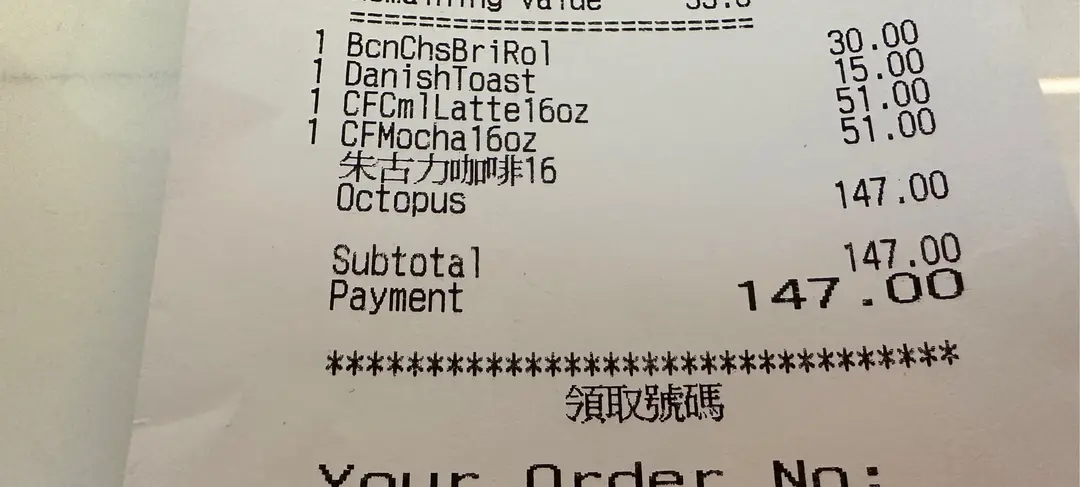 Remaining value
==========================
1 BcnChsBriRol 30.00
1 DanishToast 15.00
1 CFCmlLatte16oz 51.00
1 CFMocha16oz 51.00
朱古力咖啡16
Octopus 147.00
Subtotal 147.00
Payment 147.00
********************************
領取號碼
Your Order No: